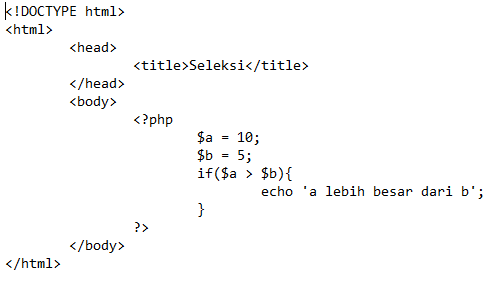 <!DOCTYPE html>
<html>
<head>
<title>Seleksi</title>
</head>
<body>
<?php
$a = 10;
$b = 5;
if($a > $b){
echo 'a lebih besar dari b';
}
?>
</body>
</html>